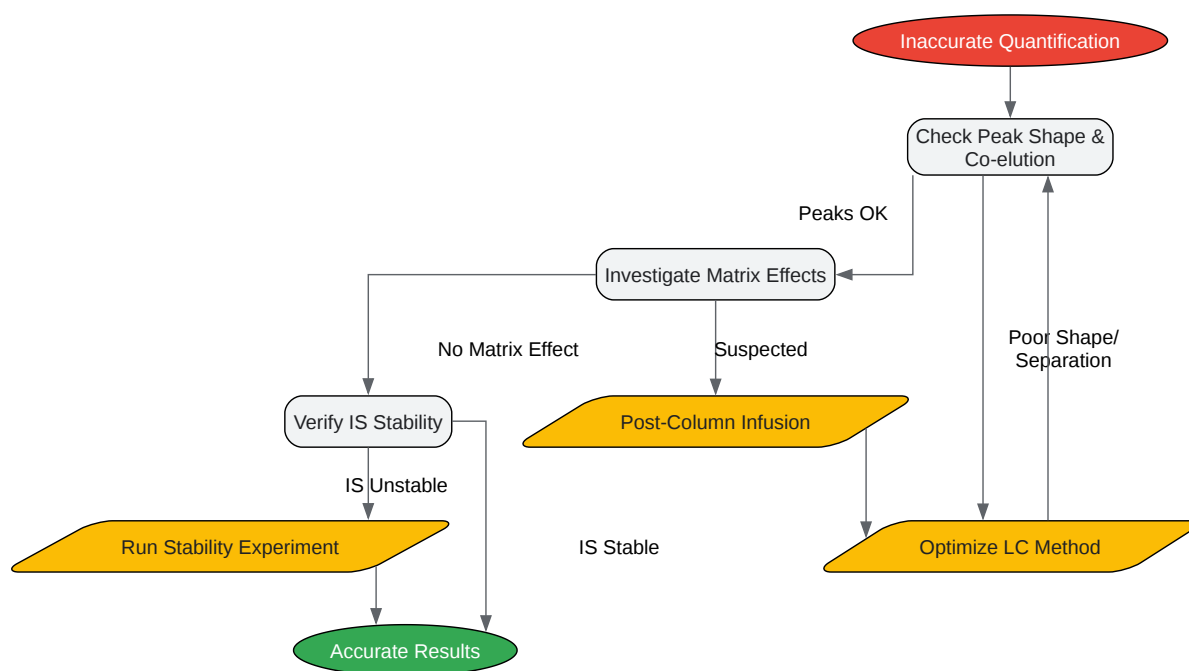 Inaccurate Quantification
Check Peak Shape &
Co-elution
Peaks OK
Investigate Matrix Effects
No Matrix Effect
Suspected
Poor Shape/
Separation
Verify IS Stability
Post-Column Infusion
IS Unstable
Run Stability Experiment
IS Stable
Optimize LC Method
Accurate Results